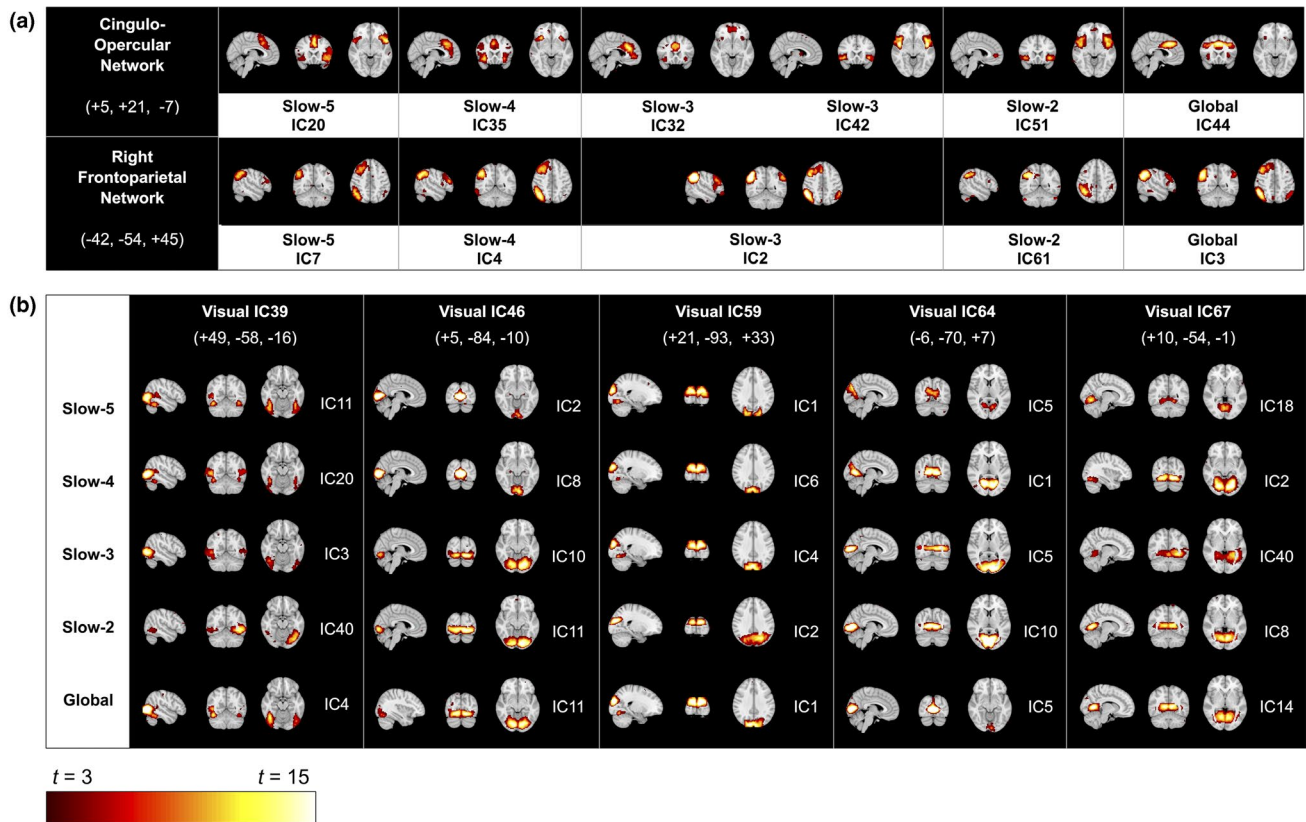 (a)
Cingulo-
Opercular
Network
(+5, +21, -7)
Slow-5
IC20
Slow-4
IC35
Slow-3
IC32
Slow-3
IC42
Slow-2
IC51
Global
IC44
Right
Frontoparietal
Network
(-42, -54, +45)
Slow-5
IC7
Slow-4
IC4
Slow-3
IC2
Slow-2
IC61
Global
IC3
(b)
Visual IC39
(+49, -58, -16)
Visual IC46
(+5, -84, -10)
Visual IC59
(+21, -93, +33)
Visual IC64
(-6, -70, +7)
Visual IC67
(+10, -54, -1)
Slow-5
IC11
IC2
IC1
IC5
IC18
Slow-4
IC20
IC8
IC6
IC1
IC2
Slow-3
IC3
IC10
IC4
IC5
IC40
Slow-2
IC40
IC11
IC2
IC10
IC8
Global
IC4
IC11
IC1
IC5
IC14
t = 3
t = 15